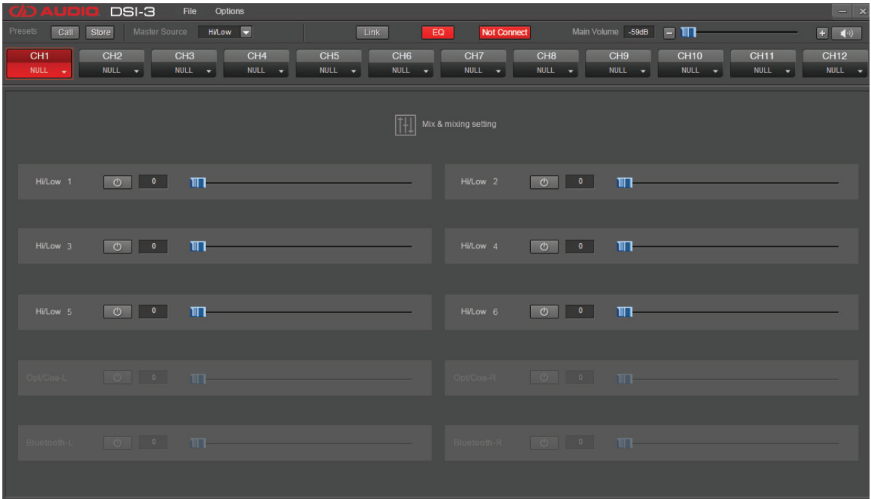 AUDIO DSI-3 File Options
Presets Call Store Master Source Hi/Low Link EQ Not Connect Main Volume -59dB
CH1 CH2 CH3 CH4 CH5 CH6 CH7 CH8 CH9 CH10 CH11 CH12
NULL NULL NULL NULL NULL NULL NULL NULL NULL NULL NULL NULL
Mix & mixing setting
Hi/Low 1 0 Hi/Low 2 0
Hi/Low 3 0 Hi/Low 4 0
Hi/Low 5 0 Hi/Low 6 0
Opt/Coa-L 0 Opt/Coa-R 0
Bluetooth-L 0 Bluetooth-R 0